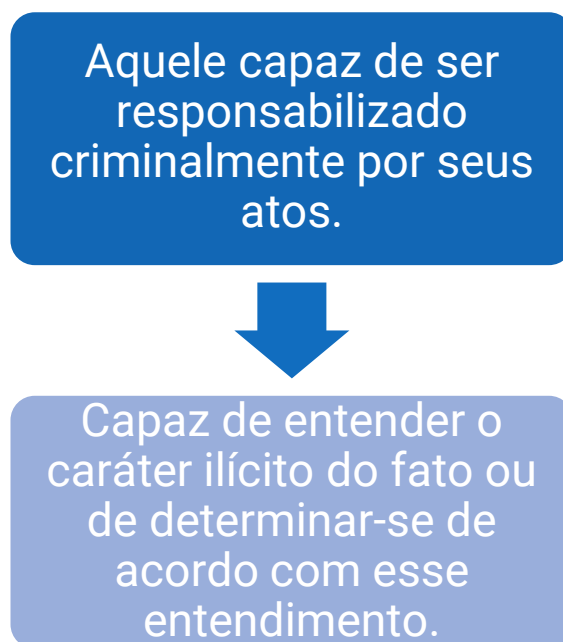 Aquele capaz de ser
responsabilizado
criminalmente por seus
atos.
Capaz de entender o
caráter ilícito do fato ou
de determinar-se de
acordo com esse
entendimento.